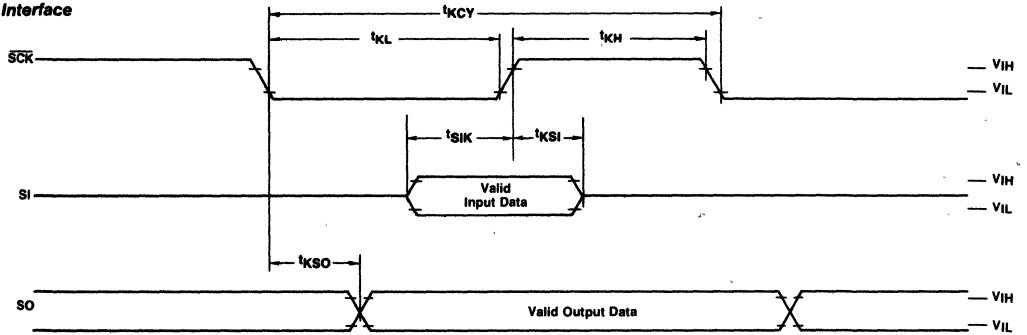 Interface
tKCY
tKL
tKH
SCK
VIH
VIL
tSIK
tKSI
SI
Valid
Input Data
VIH
VIL
tKSO
SO
Valid Output Data
VIH
VIL